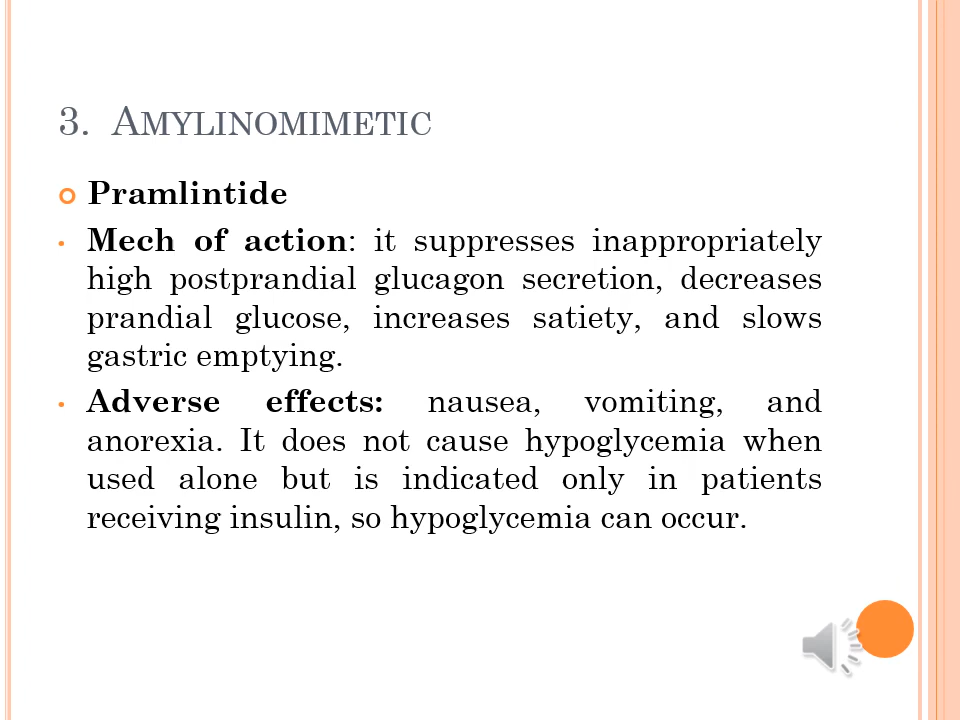 3. AMYLINOMIMETIC
Pramlintide
• Mech of action: it suppresses inappropriately
high postprandial glucagon secretion, decreases
prandial glucose, increases satiety, and slows
gastric emptying.
• Adverse effects: nausea, vomiting, and
anorexia. It does not cause hypoglycemia when
used alone but is indicated only in patients
receiving insulin, so hypoglycemia can occur.